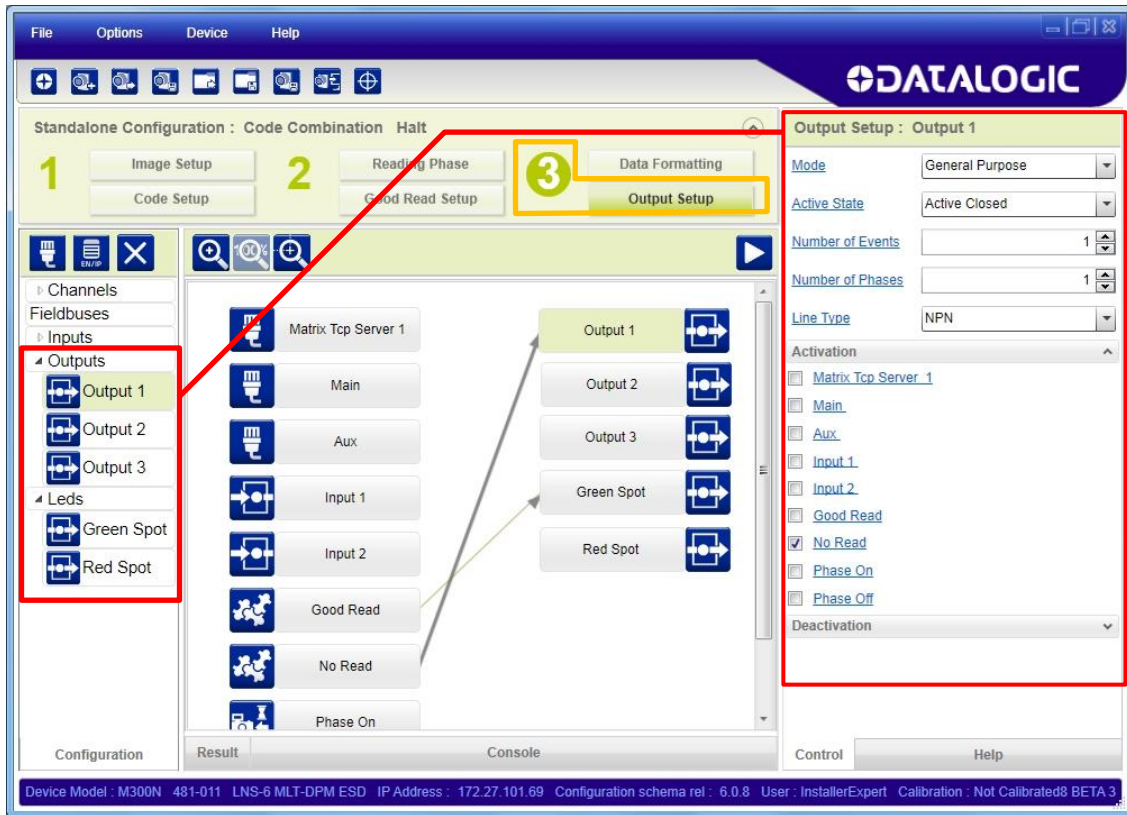 File Options Device Help
DATALOGIC
Standalone Configuration : Code Combination Halt
1 Image Setup 2 Reading Phase 3 Data Formatting
Code Setup Good Read Setup Output Setup
EN/IP
100%
Channels
Fieldbuses
Inputs
Outputs
Output 1
Output 2
Output 3
Leds
Green Spot
Red Spot
Configuration
Matrix Tcp Server 1
Main
Aux
Input 1
Input 2
Good Read
No Read
Phase On
Output 1
Output 2
Output 3
Green Spot
Red Spot
Result Console
Output Setup : Output 1
Mode General Purpose
Active State Active Closed
Number of Events 1
Number of Phases 1
Line Type NPN
Activation
Matrix Tcp Server 1
Main
Aux
Input 1
Input 2
Good Read
No Read
Phase On
Phase Off
Deactivation
Control Help
Device Model : M300N 481-011 LNS-6 MLT-DPM ESD IP Address : 172.27.101.69 Configuration schema rel : 6.0.8 User : InstallerExpert Calibration : Not Calibrated8 BETA 3